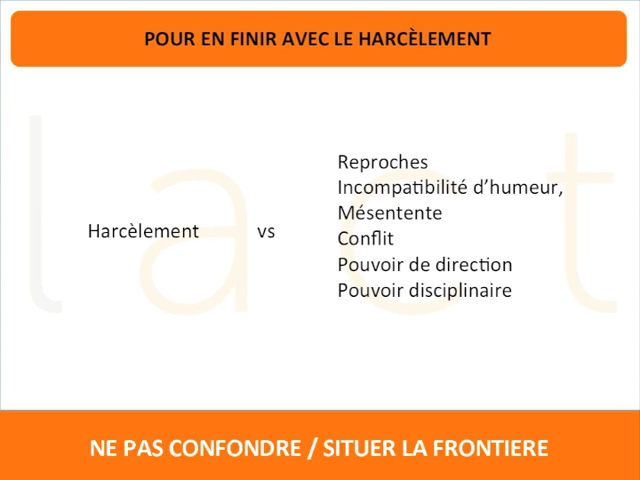 POUR EN FINIR AVEC LE HARCÈLEMENT
lact
Harcèlement vs
Reproches
Incompatibilité d’humeur,
Mésentente
Conflit
Pouvoir de direction
Pouvoir disciplinaire
NE PAS CONFONDRE / SITUER LA FRONTIERE